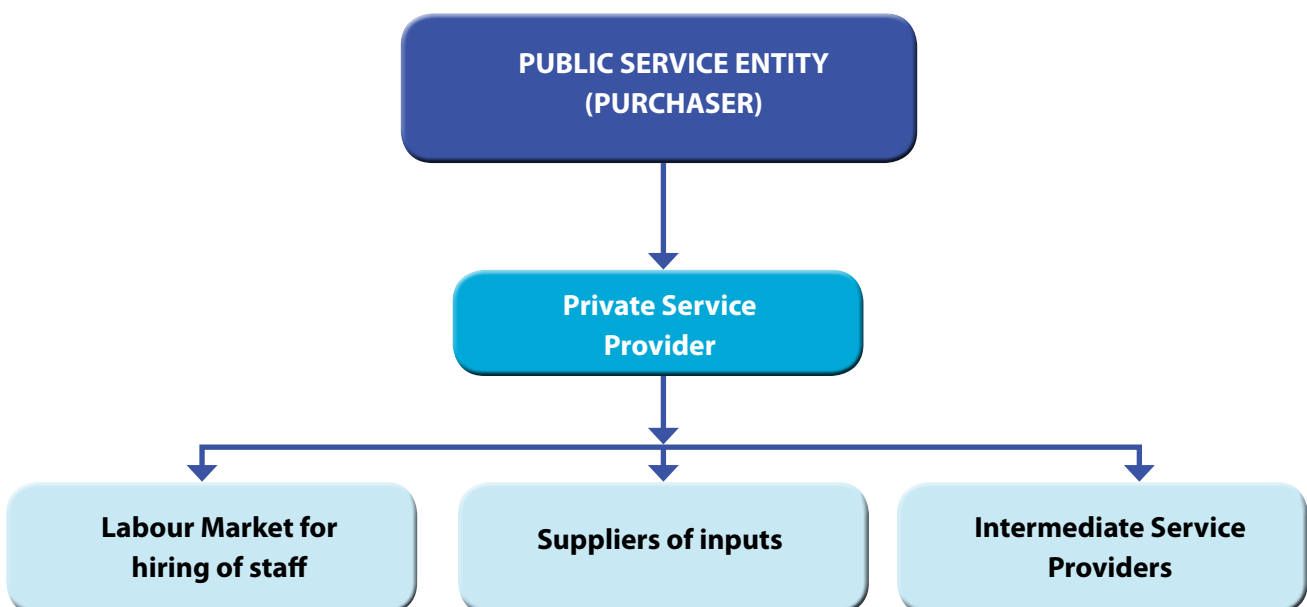 PUBLIC SERVICE ENTITY
(PURCHASER)
Private Service
Provider
Labour Market for
hiring of staff
Suppliers of inputs
Intermediate Service
Providers